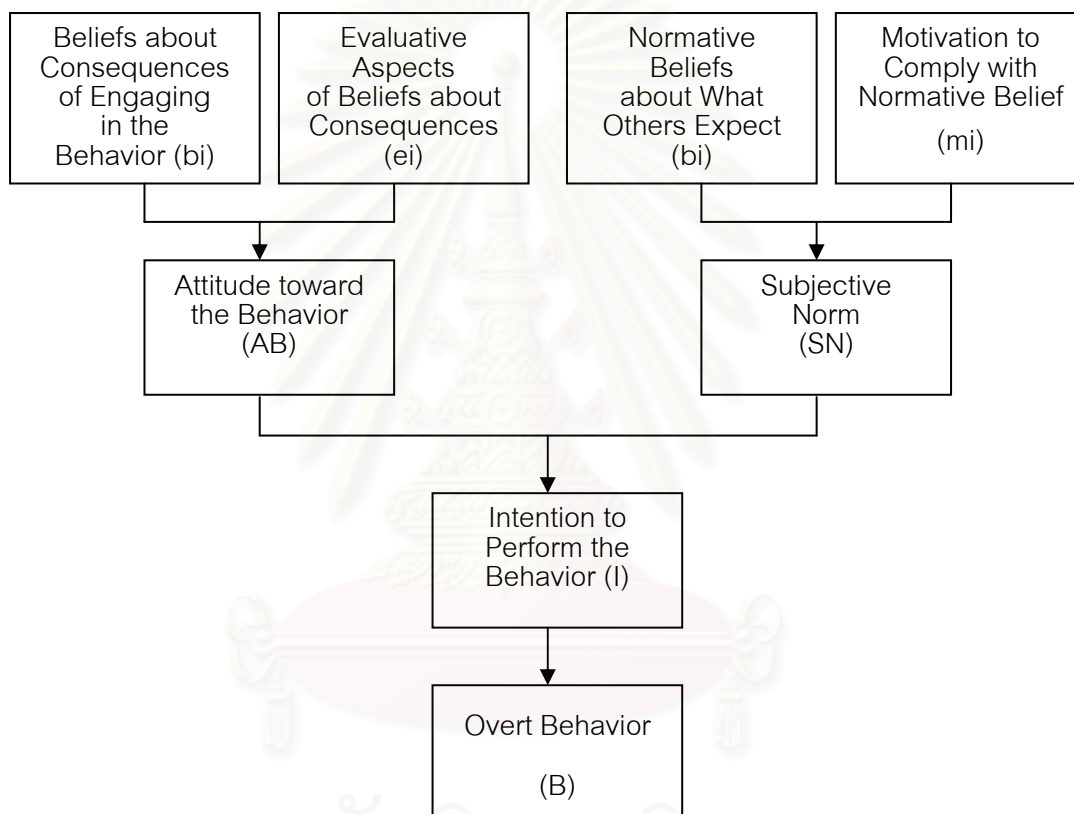 Beliefs about
Consequences
of Engaging
in the
Behavior (bi)
Evaluative
Aspects
of Beliefs about
Consequences
(ei)
Normative
Beliefs
about What
Others Expect
(bi)
Motivation to
Comply with
Normative Belief
(mi)
Attitude toward
the Behavior
(AB)
Subjective
Norm
(SN)
Intention to
Perform the
Behavior (I)
Overt Behavior
(B)